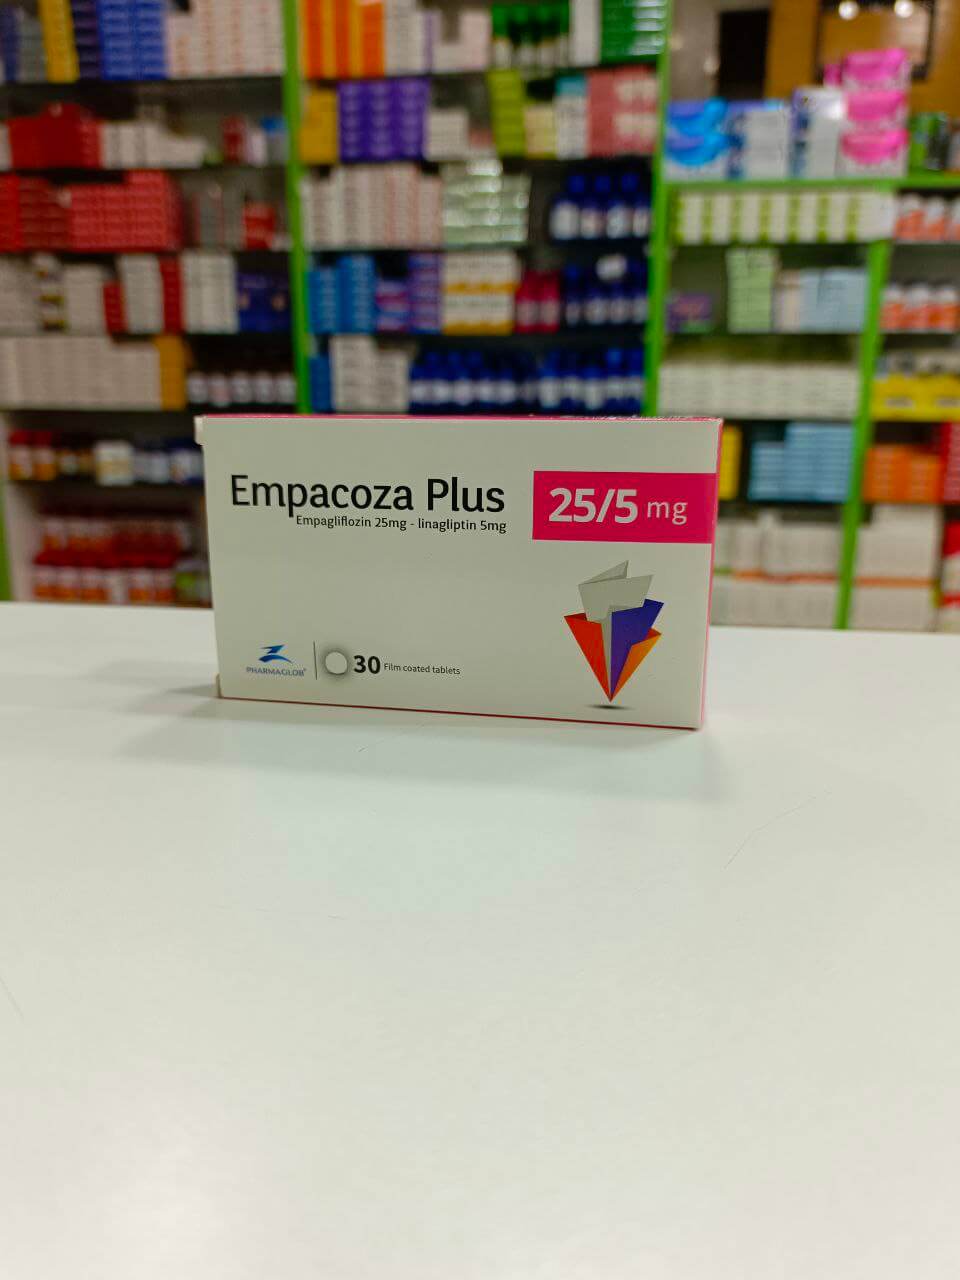 Empacoza Plus
Empagliflozin 25mg - linagliptin 5mg
25/5 mg
PHARMAGLOB
30 Film coated tablets